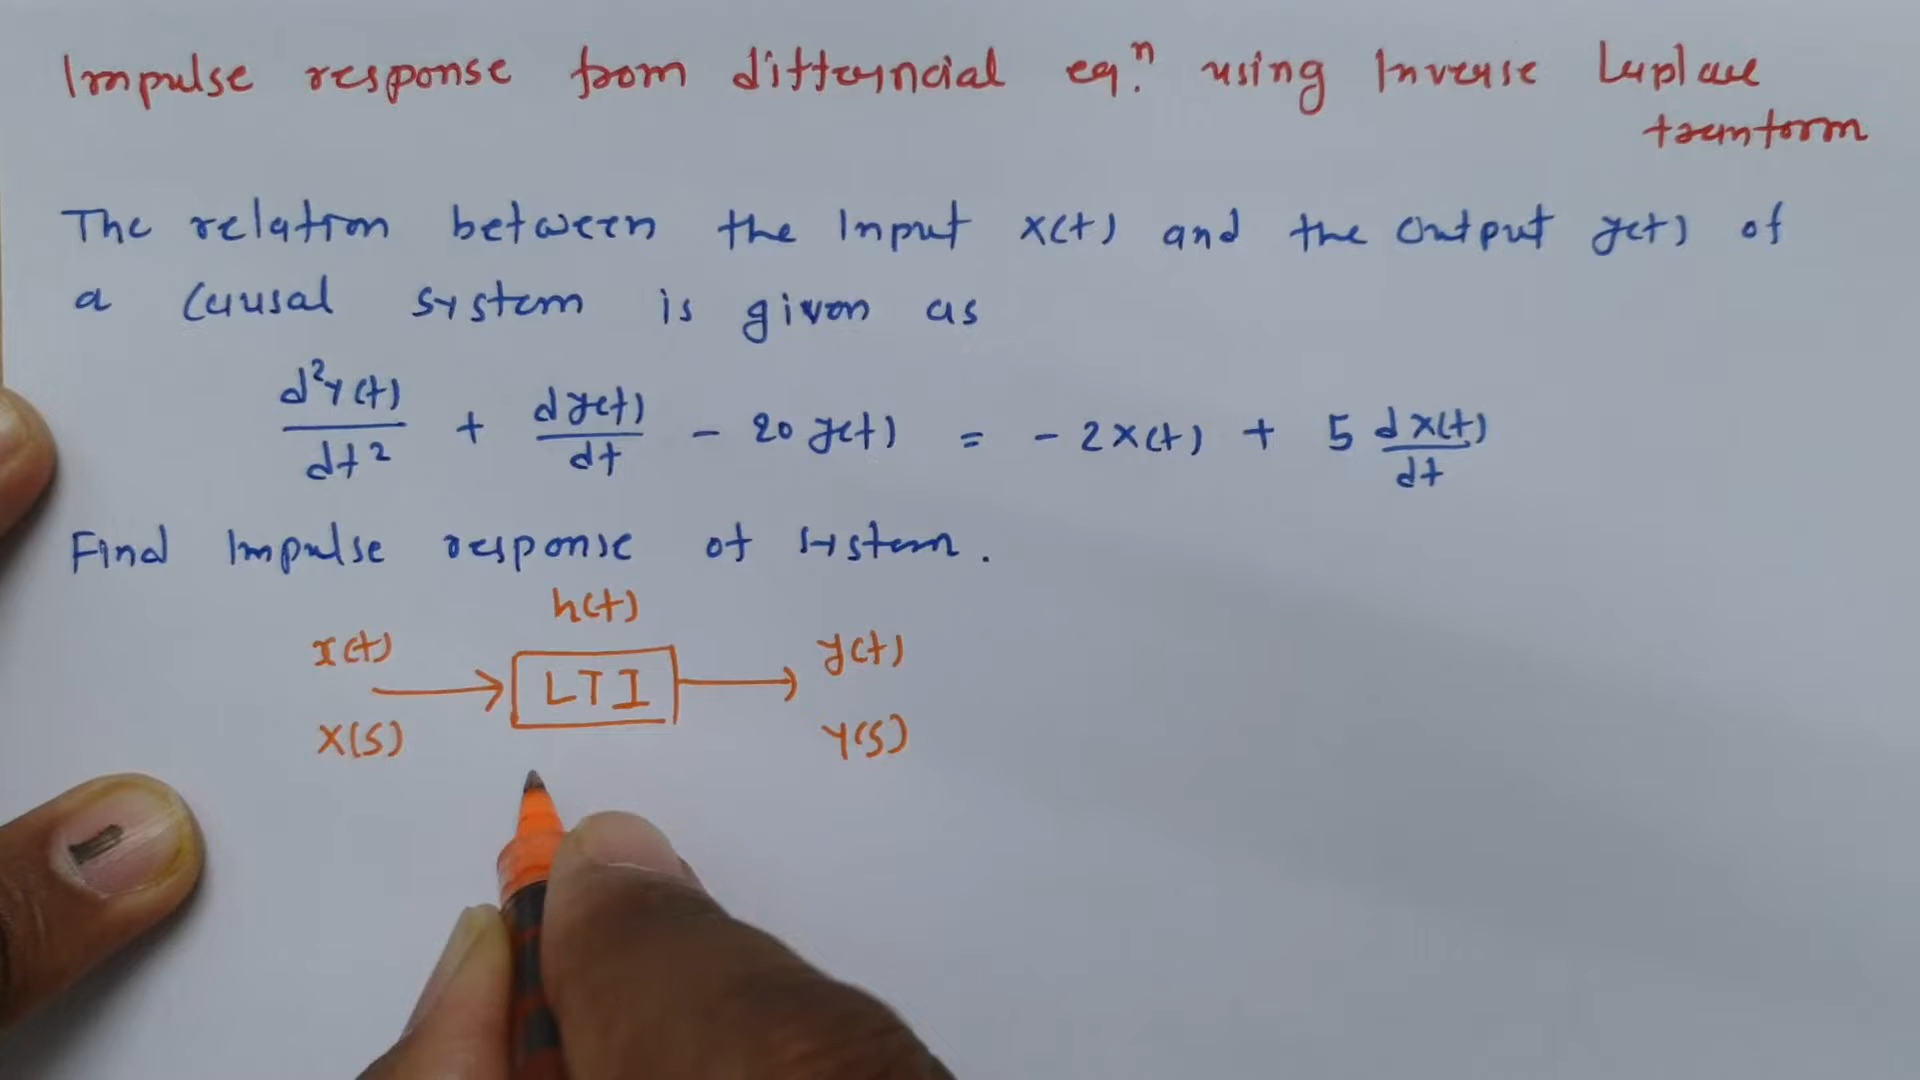 Impulse response from differencial eqⁿ. using Inverse Laplace
transform
The relation between the Input x(t) and the output y(t) of
a causal system is given as
d²y(t)/dt² + dy(t)/dt - 20 y(t) = - 2x(t) + 5 dx(t)/dt
Find Impulse response of system.
h(t)
x(t) LTI y(t)
X(s) Y(s)